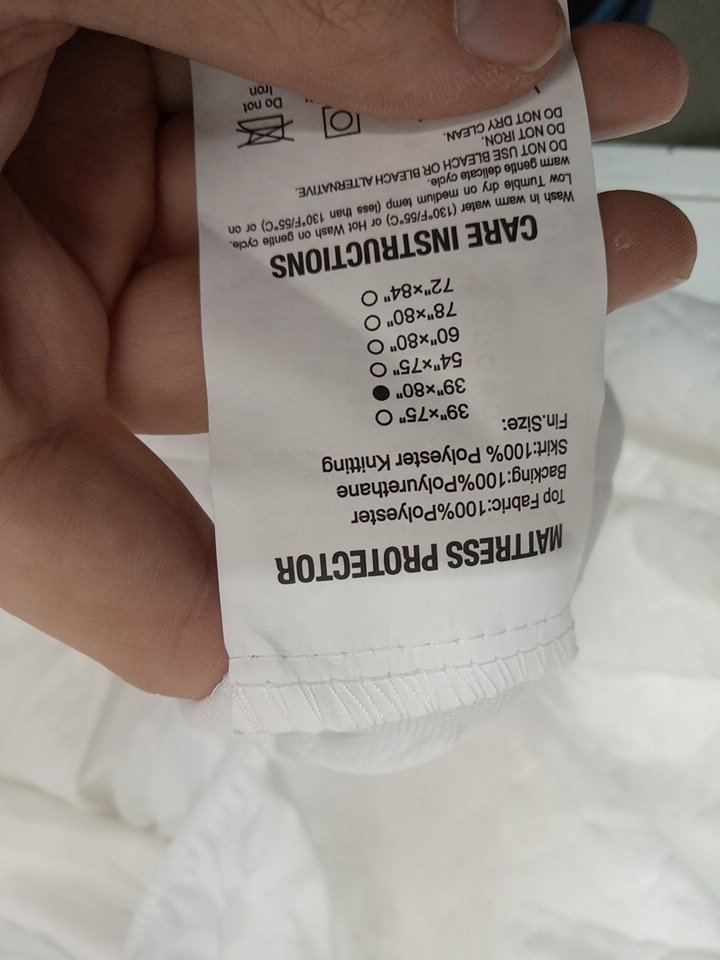 MATTRESS PROTECTOR
Top Fabric:100%Polyester
Backing:100%Polyurethane
Skirt:100% Polyester Knitting
Fin.Size:
39"×75"
39"×80"
54"×75"
60"×80"
78"×80"
72"×84"
CARE INSTRUCTIONS
Wash in warm water (130°F/55°C) or Hot Wash on gentle cycle.
Low Tumble dry on medium temp (less than 130°F/55°C) or on
warm gentle delicate cycle.
DO NOT USE BLEACH OR BLEACH ALTERNATIVE.
DO NOT IRON.
DO NOT DRY CLEAN.
Do not
Iron